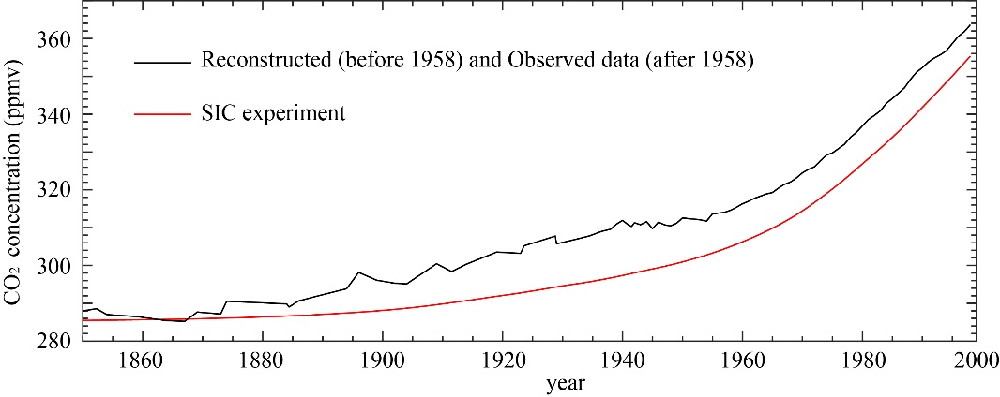 360
340
320
300
280
CO₂ concentration (ppmv)
Reconstructed (before 1958) and Observed data (after 1958)
SIC experiment
1860 1880 1900 1920 1940 1960 1980 2000
year